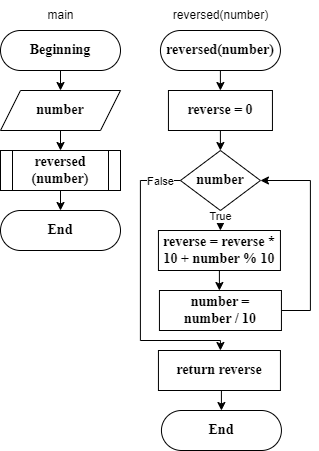 main
Beginning
number
reversed
(number)
End
reversed(number)
reversed(number)
reverse = 0
number
False
True
reverse = reverse *
10 + number % 10
number =
number / 10
return reverse
End